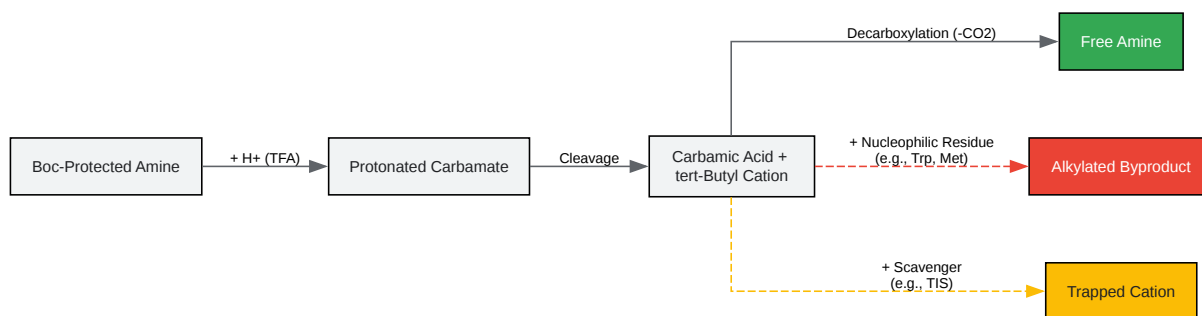 Decarboxylation (-CO2)
Free Amine
Boc-Protected Amine
+ H+ (TFA)
Protonated Carbamate
Cleavage
Carbamic Acid +
tert-Butyl Cation
+ Nucleophilic Residue
(e.g., Trp, Met)
Alkylated Byproduct
+ Scavenger
(e.g., TIS)
Trapped Cation